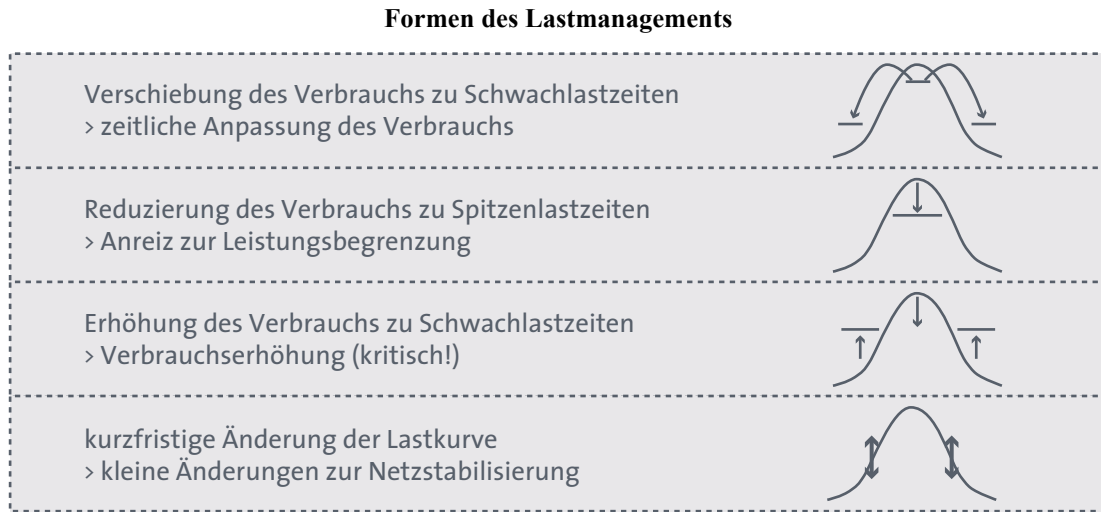 Formen des Lastmanagements
Verschiebung des Verbrauchs zu Schwachlastzeiten
> zeitliche Anpassung des Verbrauchs
Reduzierung des Verbrauchs zu Spitzenlastzeiten
> Anreiz zur Leistungsbegrenzung
Erhöhung des Verbrauchs zu Schwachlastzeiten
> Verbrauchserhöhung (kritisch!)
kurzfristige Änderung der Lastkurve
> kleine Änderungen zur Netzstabilisierung